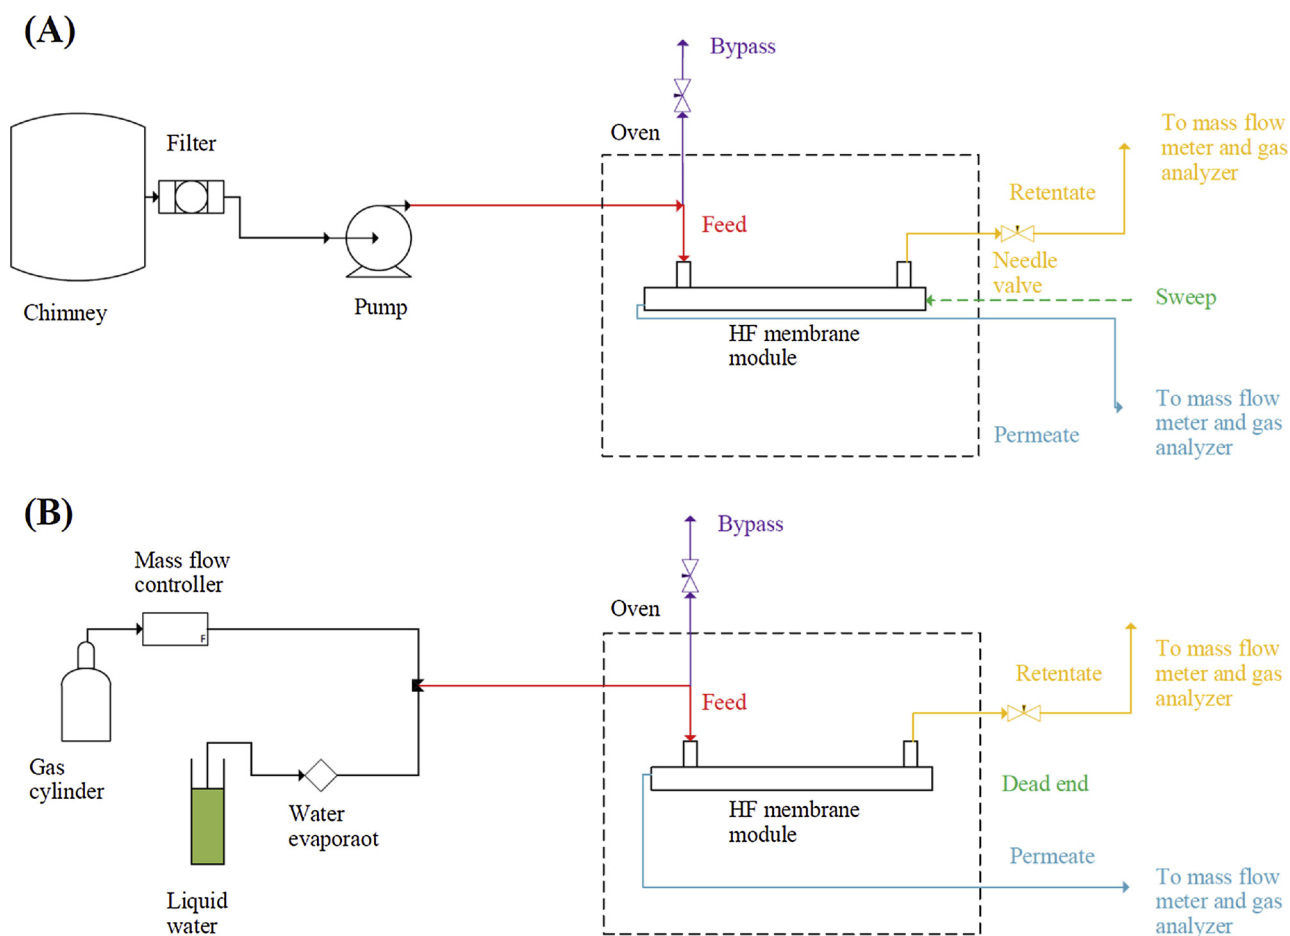 (A)
Bypass
Oven
To mass flow
meter and gas
analyzer
Filter
Retentate
Feed
Needle
valve
Sweep
Chimney
Pump
HF membrane
module
To mass flow
meter and gas
analyzer
Permeate
(B)
Bypass
Mass flow
controller
Oven
F
To mass flow
meter and gas
analyzer
Retentate
Feed
Gas
cylinder
Dead end
Water
evaporaot
HF membrane
module
Permeate
To mass flow
meter and gas
analyzer
Liquid
water